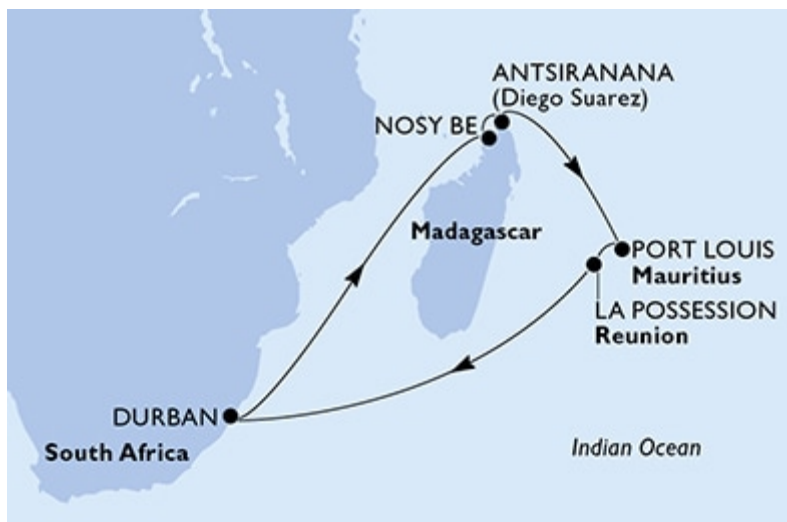 ANTSIRANANA
(Diego Suarez)
NOSY BE
Madagascar
PORT LOUIS
Mauritius
LA POSSESSION
Reunion
DURBAN
South Africa
Indian Ocean